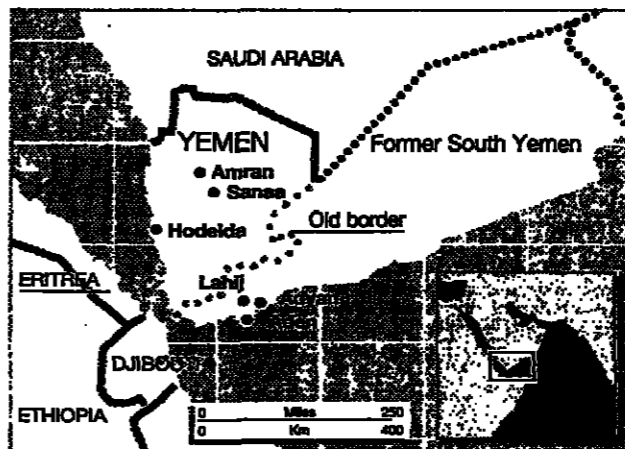 SAUDI ARABIA
YEMEN
Former South Yemen
Amran
Sanaa
Hodeida
Old border
Lahij
ERITREA
DJIBOU
ETHIOPIA
0 Miles 250
0 Km 400